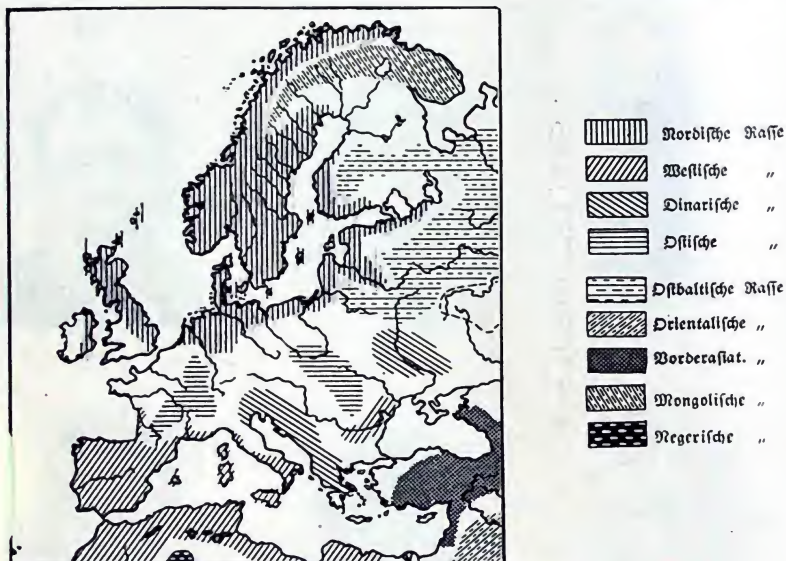 Nordische Rasse
Westische „
Dinarische „
Ostische „
Ostbaltische Rasse
Orientalische „
Vorderasiat. „
Mongolische „
Negerische „